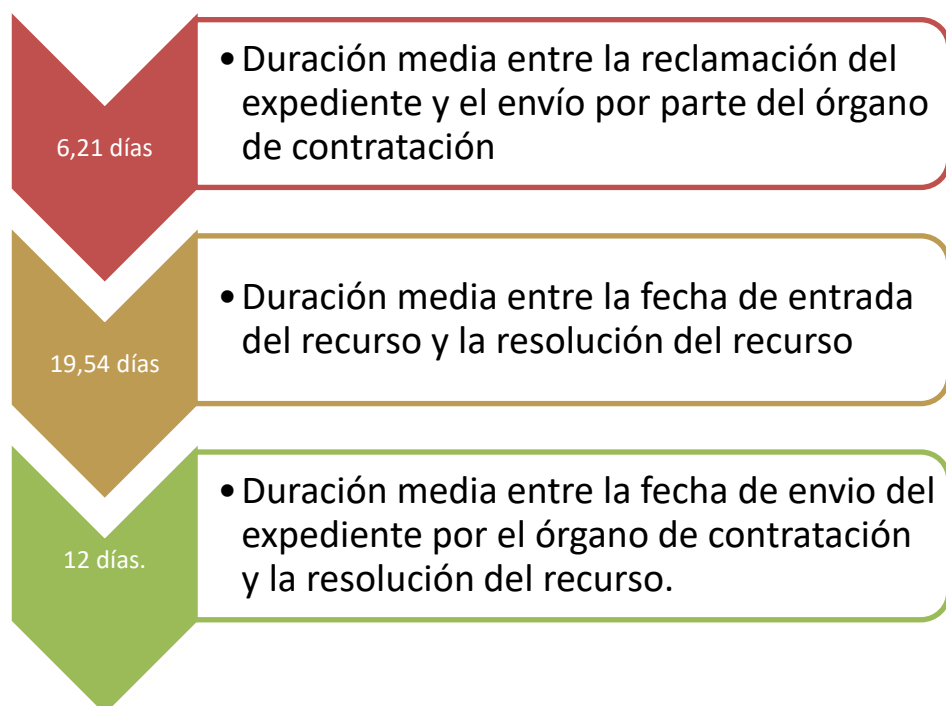 6,21 días
• Duración media entre la reclamación del
expediente y el envío por parte del órgano
de contratación
19,54 días
• Duración media entre la fecha de entrada
del recurso y la resolución del recurso
12 días.
• Duración media entre la fecha de envio del
expediente por el órgano de contratación
y la resolución del recurso.